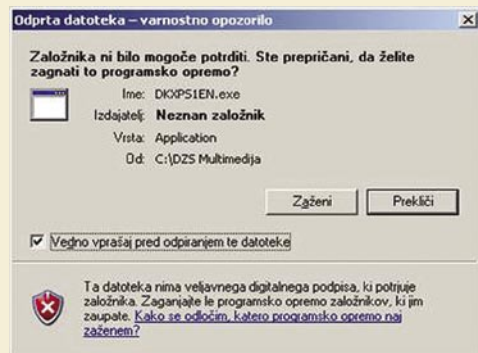 Odprta datoteka – varnostno opozorilo
Založnika ni bilo mogoče potrditi. Ste prepričani, da želite
zagnati to programsko opremo?
Ime: DKXPS1EN.exe
Izdajatelj: Neznan založnik
Vrsta: Application
Od: C:\DZS Multimedija
Zaženi Prekliči
Vedno vprašaj pred odpiranjem te datoteke
Ta datoteka nima veljavnega digitalnega podpisa, ki potrjuje
založnika. Zaganjajte le programsko opremo založnikov, ki jim
zaupate. Kako se odločim, katero programsko opremo naj
zaženem?